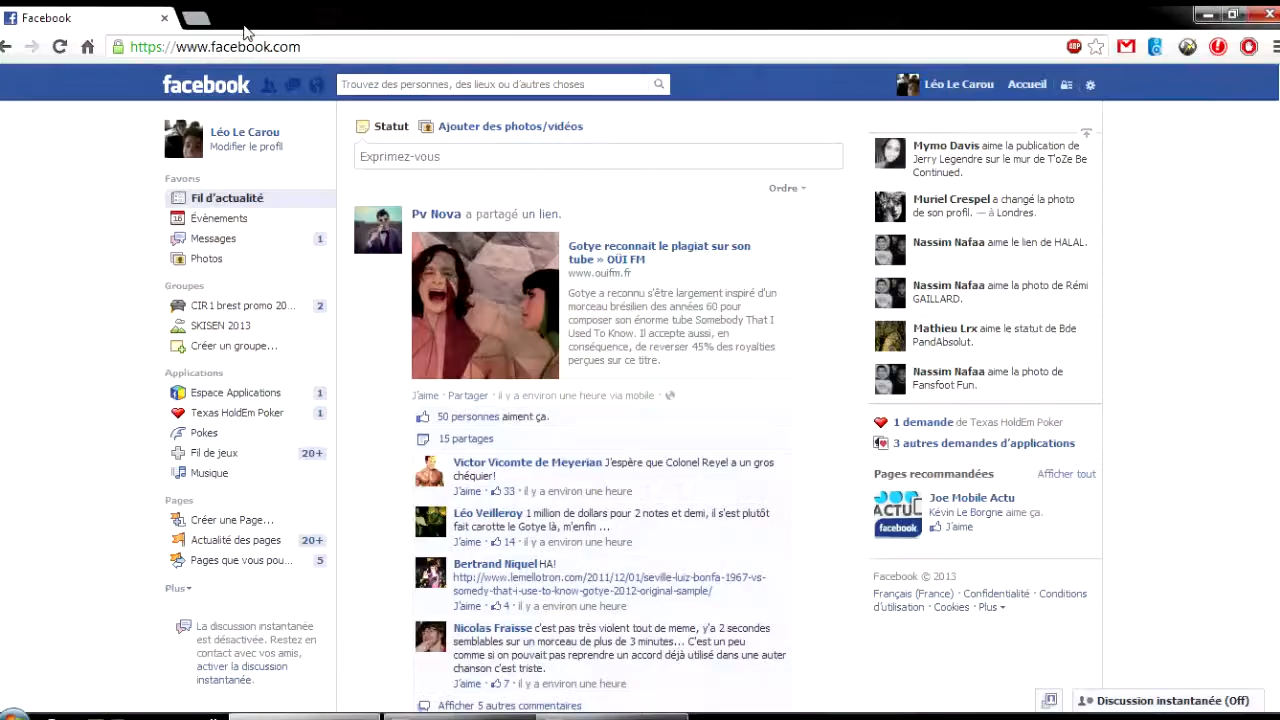 Facebook
https://www.facebook.com
ABP
facebook
Trouvez des personnes, des lieux ou d'autres choses
Léo Le Carou
Accueil
Léo Le Carou
Modifier le profil
Favoris
Fil d'actualité
Événements
Messages 1
Photos
Groupes
CIR 1 brest promo 20... 2
SKISEN 2013
Créer un groupe...
Applications
Espace Applications 1
Texas HoldEm Poker 1
Pokes
Fil de jeux 20+
Musique
Pages
Créer une Page...
Actualité des pages 20+
Pages que vous pou... 5
Plus
La discussion instantanée
est désactivée. Restez en
contact avec vos amis,
activer la discussion
instantanée.
Statut
Ajouter des photos/vidéos
Exprimez-vous
Ordre
Pv Nova a partagé un lien.
Gotye reconnait le plagiat sur son
tube » OÜI FM
www.ouifm.fr
Gotye a reconnu s'être largement inspiré d'un
morceau brésilien des années 60 pour
composer son énorme tube Somebody That I
Used To Know. Il accepte aussi, en
conséquence, de reverser 45% des royalties
perçues sur ce titre.
J'aime · Partager · il y a environ une heure via mobile ·
50 personnes aiment ça.
15 partages
Victor Vicomte de Meyerian J'espère que Colonel Reyel a un gros
chéquier!
J'aime · 33 · il y a environ une heure
Léo Veilleroy 1 million de dollars pour 2 notes et demi, il s'est plutôt
fait carotte le Gotye là, m'enfin ...
J'aime · 14 · il y a environ une heure
Bertrand Niquel HA!
http://www.lemellotron.com/2011/12/01/seville-luiz-bonfa-1967-vs-
somedy-that-i-use-to-know-gotye-2012-original-sample/
J'aime · 4 · il y a environ une heure
Nicolas Fraisse c'est pas très violent tout de meme, y'a 2 secondes
semblables sur un morceau de plus de 3 minutes... C'est un peu
comme si on pouvait pas reprendre un accord déjà utilisé dans une auter
chanson c'est triste.
J'aime · 7 · il y a environ une heure
Afficher 5 autres commentaires
Mymo Davis aime la publication de
Jerry Legendre sur le mur de T'oZe Be
Continued.
Muriel Crespel a changé la photo
de son profil. — à Londres.
Nassim Nafaa aime le lien de HALAL.
Nassim Nafaa aime la photo de Rémi
GAILLARD.
Mathieu Lrx aime le statut de Bde
PandAbsolut.
Nassim Nafaa aime la photo de
Fansfoot Fun.
1 demande de Texas HoldEm Poker
3 autres demandes d'applications
Pages recommandées
Afficher tout
ACTU
facebook
Joe Mobile Actu
Kévin Le Borgne aime ça.
J'aime
Facebook © 2013
Français (France) · Confidentialité · Conditions
d'utilisation · Cookies · Plus
Discussion instantanée (Off)